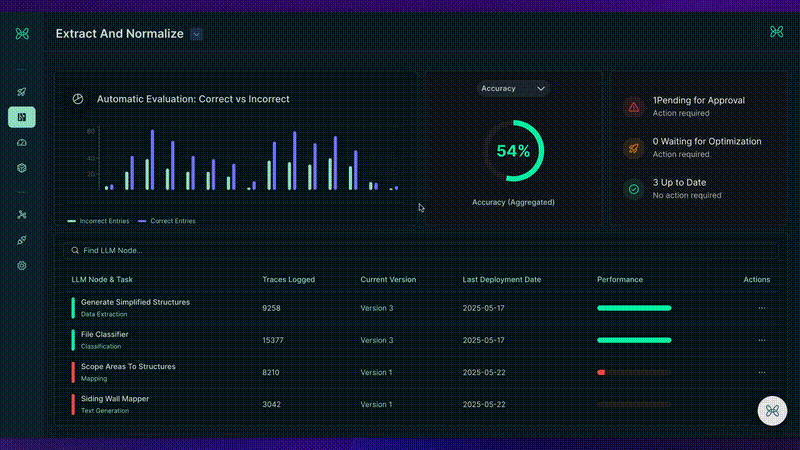 Extract And Normalize
Automatic Evaluation: Correct vs Incorrect
80
40
20
Incorrect Entries
Correct Entries
Accuracy
54%
Accuracy (Aggregated)
1Pending for Approval
Action required
0 Waiting for Optimization
Action required
3 Up to Date
No action required
Find LLM Node...
LLM Node & Task Traces Logged Current Version Last Deployment Date Performance Actions
Generate Simplified Structures
Data Extraction
9258 Version 3 2025-05-17
File Classifier
Classification
15377 Version 3 2025-05-17
Scope Areas To Structures
Mapping
8210 Version 1 2025-05-22
Siding Wall Mapper
Text Generation
3042 Version 1 2025-05-22